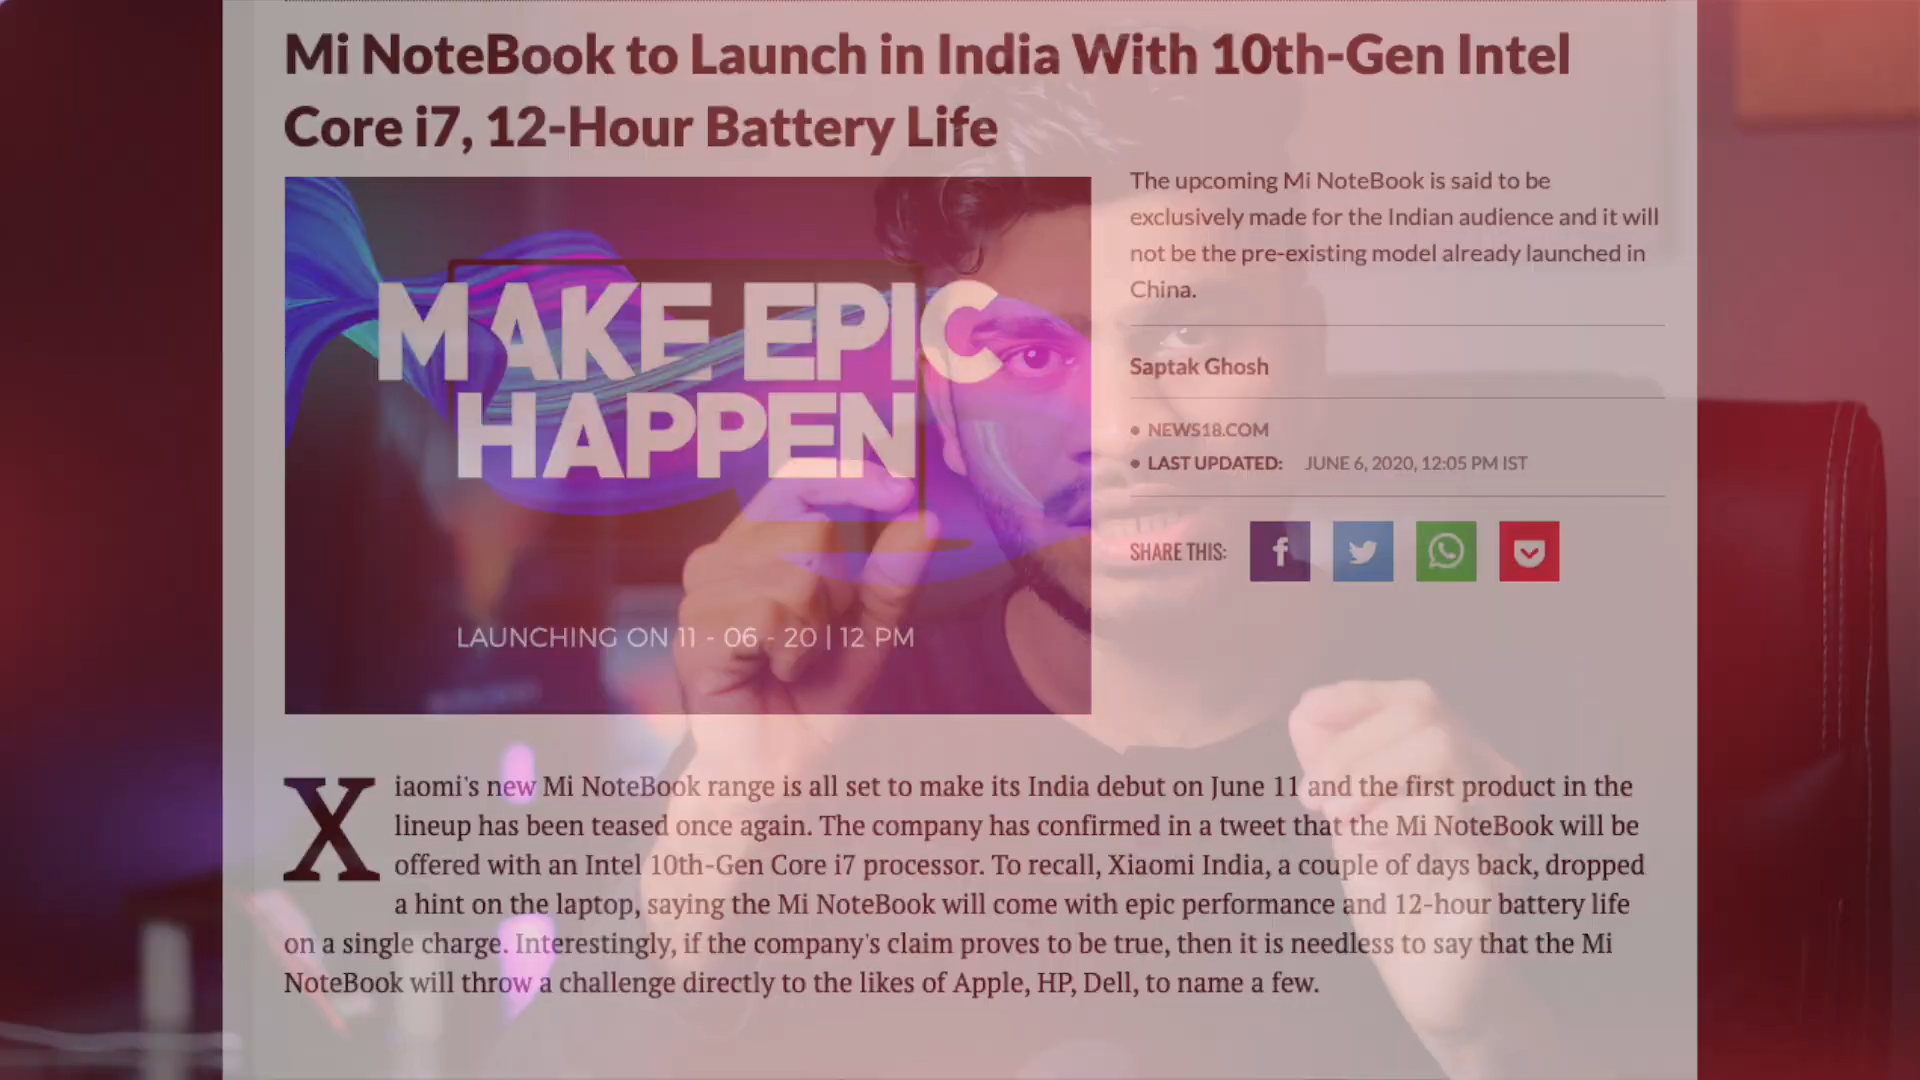 Mi NoteBook to Launch in India With 10th-Gen Intel
Core i7, 12-Hour Battery Life
MAKE EPIC
HAPPEN
LAUNCHING ON 11 - 06 - 20 | 12 PM
The upcoming Mi NoteBook is said to be
exclusively made for the Indian audience and it will
not be the pre-existing model already launched in
China.
Saptak Ghosh
• NEWS18.COM
• LAST UPDATED: JUNE 6, 2020, 12:05 PM IST
SHARE THIS:
Xiaomi's new Mi NoteBook range is all set to make its India debut on June 11 and the first product in the
lineup has been teased once again. The company has confirmed in a tweet that the Mi NoteBook will be
offered with an Intel 10th-Gen Core i7 processor. To recall, Xiaomi India, a couple of days back, dropped
a hint on the laptop, saying the Mi NoteBook will come with epic performance and 12-hour battery life
on a single charge. Interestingly, if the company's claim proves to be true, then it is needless to say that the Mi
NoteBook will throw a challenge directly to the likes of Apple, HP, Dell, to name a few.